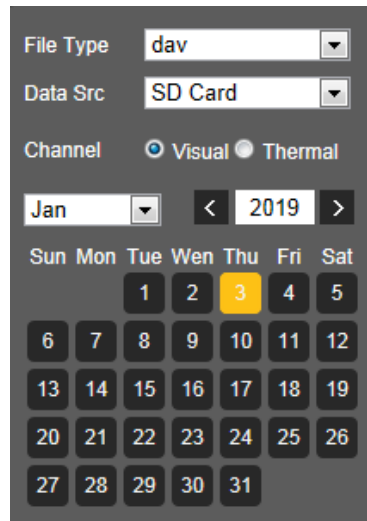 File Type dav
Data Src SD Card
Channel Visual Thermal
Jan < 2019 >
Sun Mon Tue Wen Thu Fri Sat
1 2 3 4 5
6 7 8 9 10 11 12
13 14 15 16 17 18 19
20 21 22 23 24 25 26
27 28 29 30 31